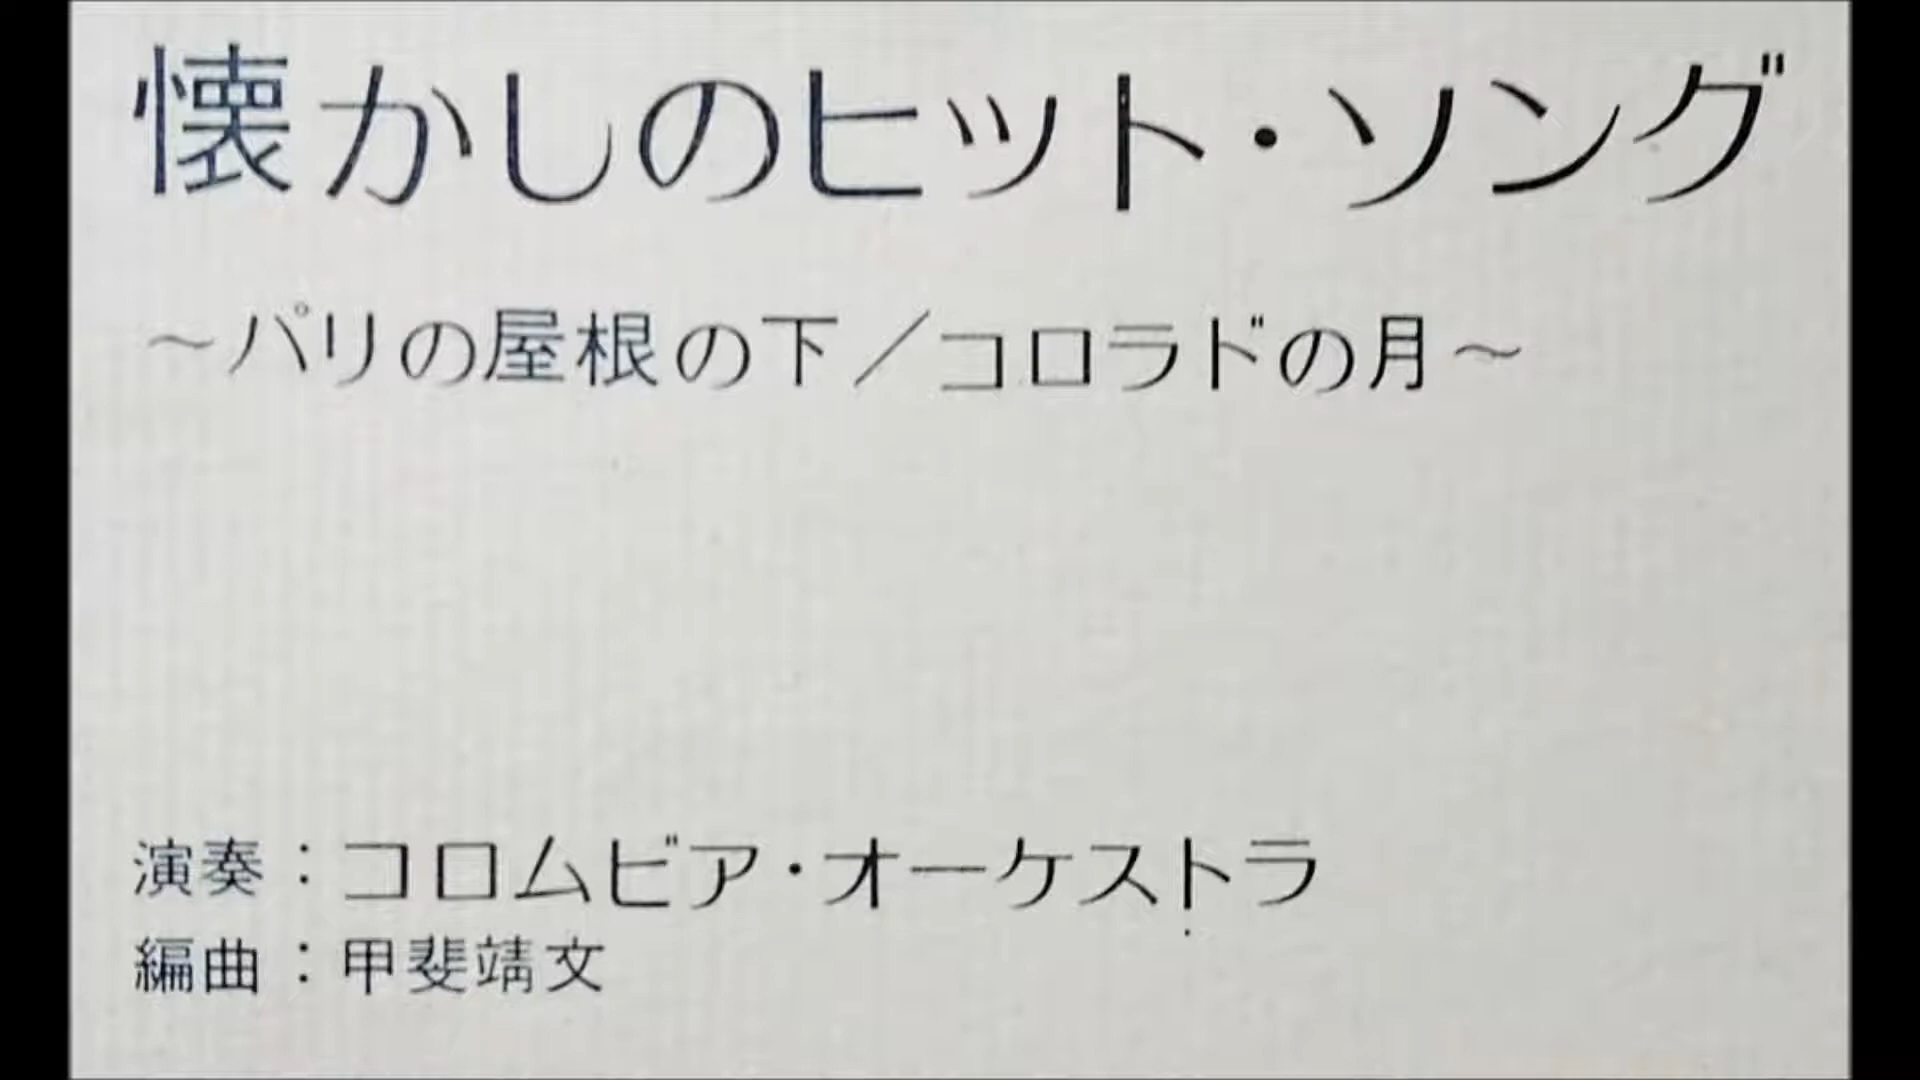 懐かしのヒット・ソング
～パリの屋根の下／コロラドの月～
演奏：コロムビア・オーケストラ
編曲：甲斐靖文